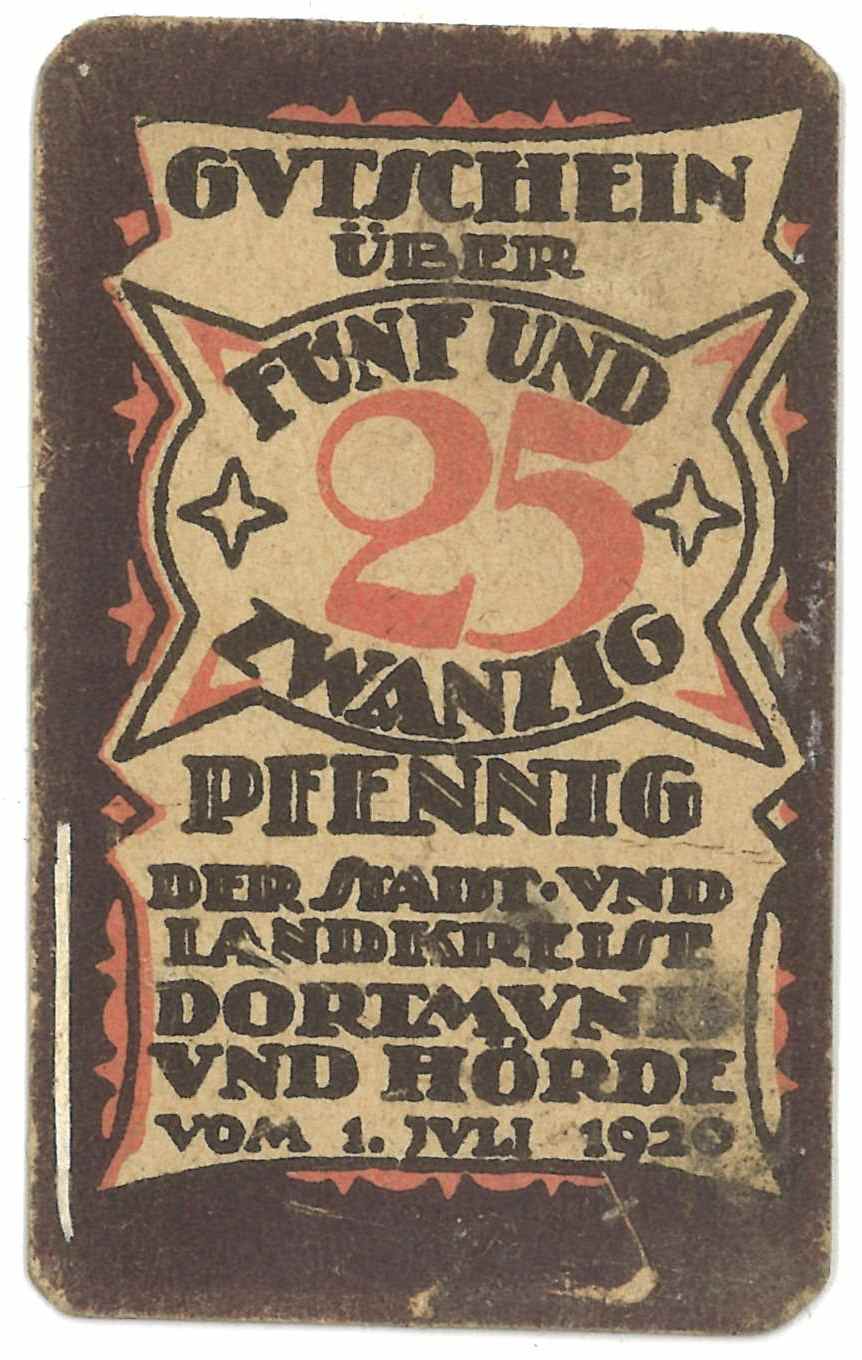 GVTSCHEIN
ÜBER
FÜNF UND
25
ZWANZIG
PFENNIG
DER STADT· VND
LANDKREISE
DORTMVND
VND HÖRDE
VOM 1. JVLI 1920